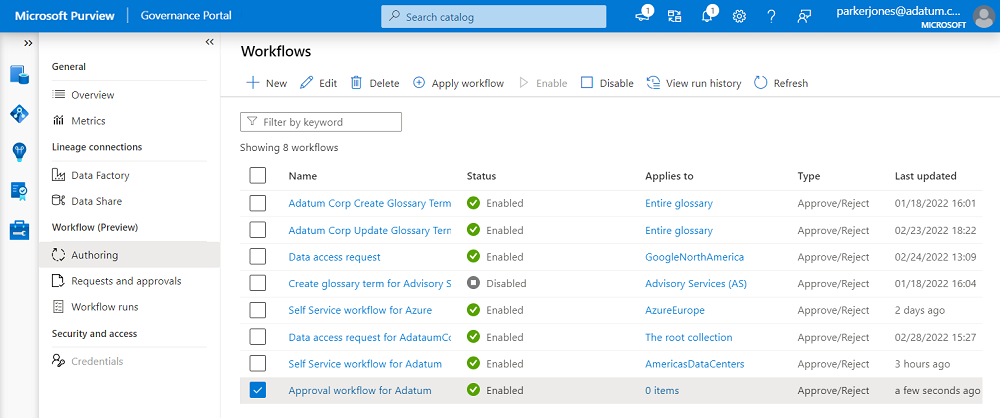 Microsoft Purview | Governance Portal
Search catalog
1
1
parkerjones@adatum.c...
MICROSOFT
General
Overview
Metrics
Lineage connections
Data Factory
Data Share
Workflow (Preview)
Authoring
Requests and approvals
Workflow runs
Security and access
Credentials
Workflows
New Edit Delete Apply workflow Enable Disable View run history Refresh
Filter by keyword
Showing 8 workflows
Name Status Applies to Type Last updated
Adatum Corp Create Glossary Term Enabled Entire glossary Approve/Reject 01/18/2022 16:01
Adatum Corp Update Glossary Term Enabled Entire glossary Approve/Reject 02/23/2022 18:22
Data access request Enabled GoogleNorthAmerica Approve/Reject 02/24/2022 13:09
Create glossary term for Advisory S Disabled Advisory Services (AS) Approve/Reject 01/18/2022 16:04
Self Service workflow for Azure Enabled AzureEurope Approve/Reject 2 days ago
Data access request for AdataumCo Enabled The root collection Approve/Reject 02/28/2022 15:27
Self Service workflow for Adatum Enabled AmericasDataCenters Approve/Reject 3 hours ago
Approval workflow for Adatum Enabled 0 items Approve/Reject a few seconds ago